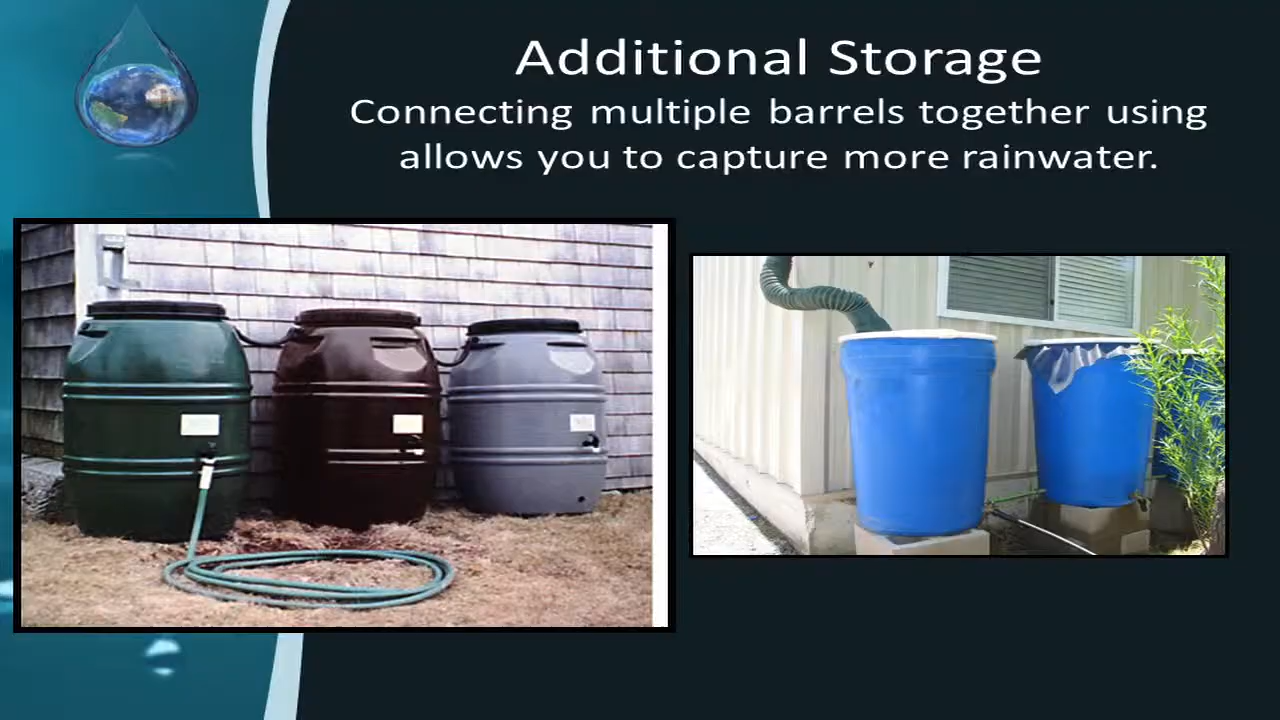 Additional Storage
Connecting multiple barrels together using
allows you to capture more rainwater.